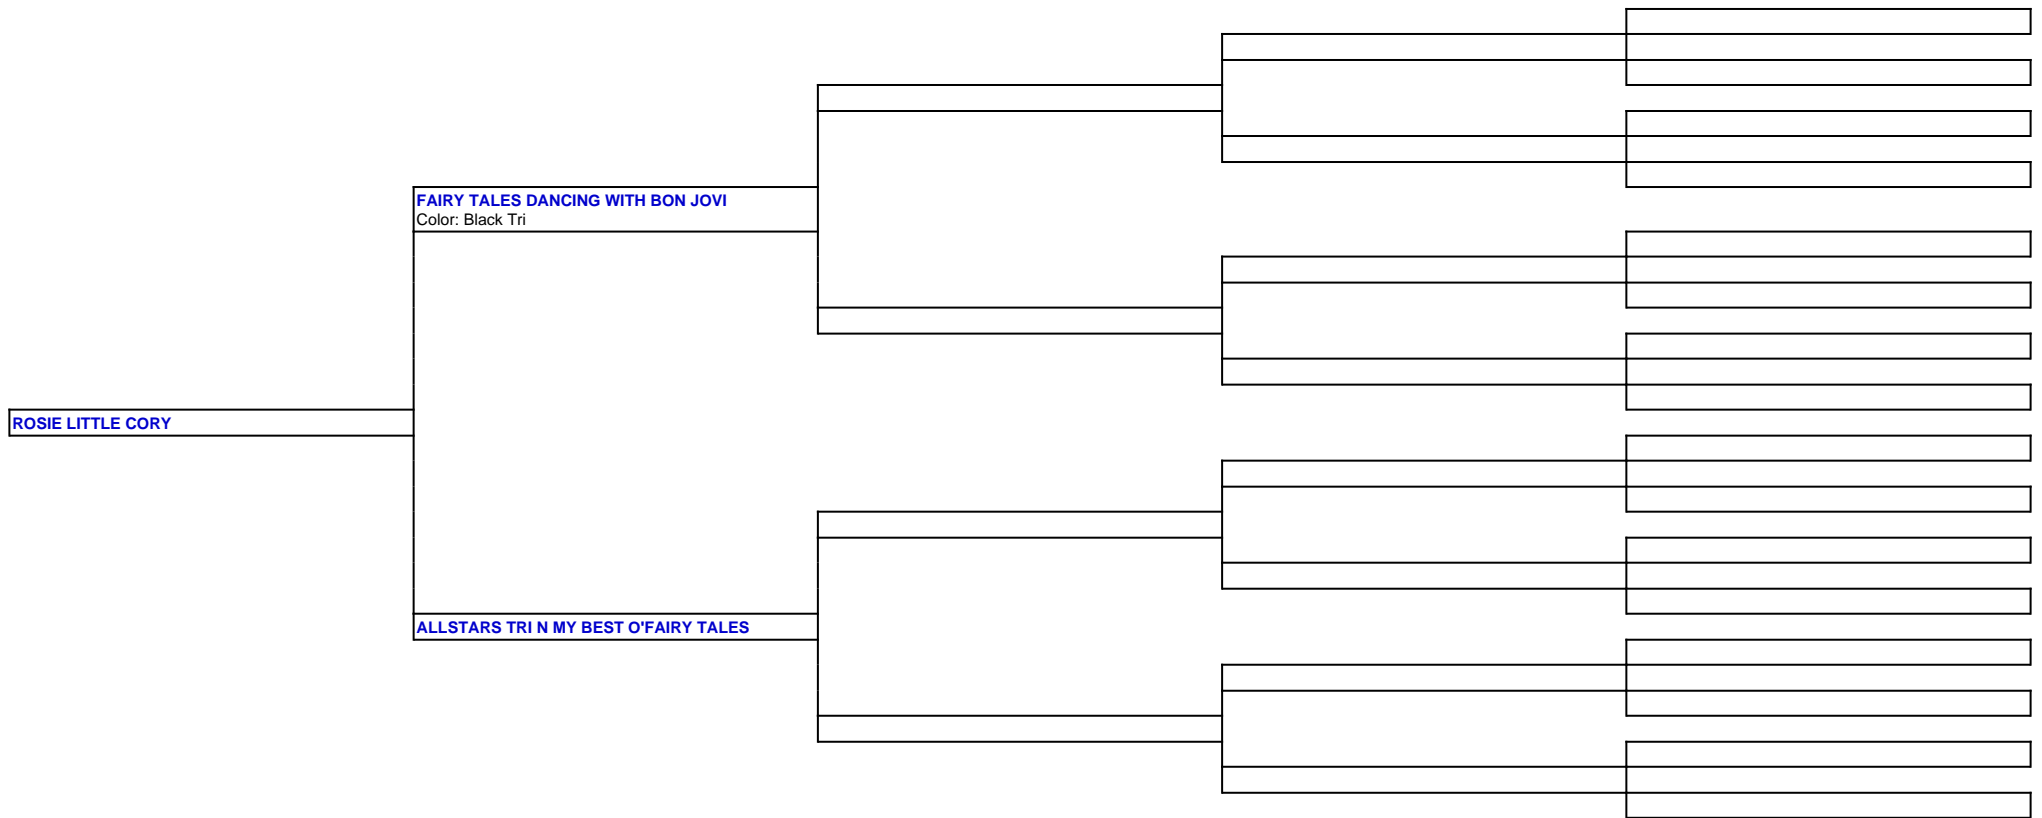 FAIRY TALES DANCING WITH BON JOVI
Color: Black Tri
ROSIE LITTLE CORY
ALLSTARS TRI N MY BEST O'FAIRY TALES